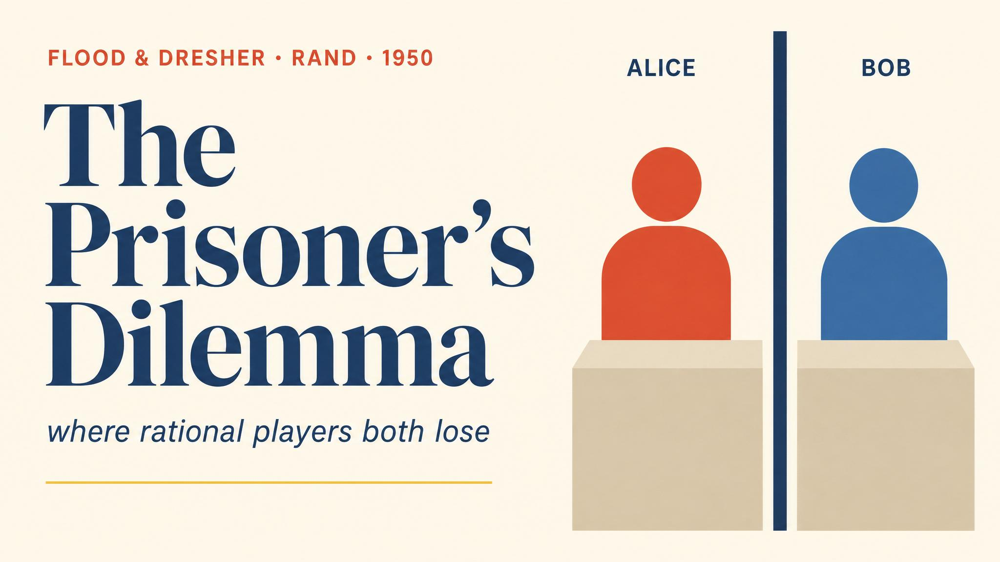 FLOOD & DRESHER · RAND · 1950
The
Prisoner’s
Dilemma
where rational players both lose
ALICE
BOB